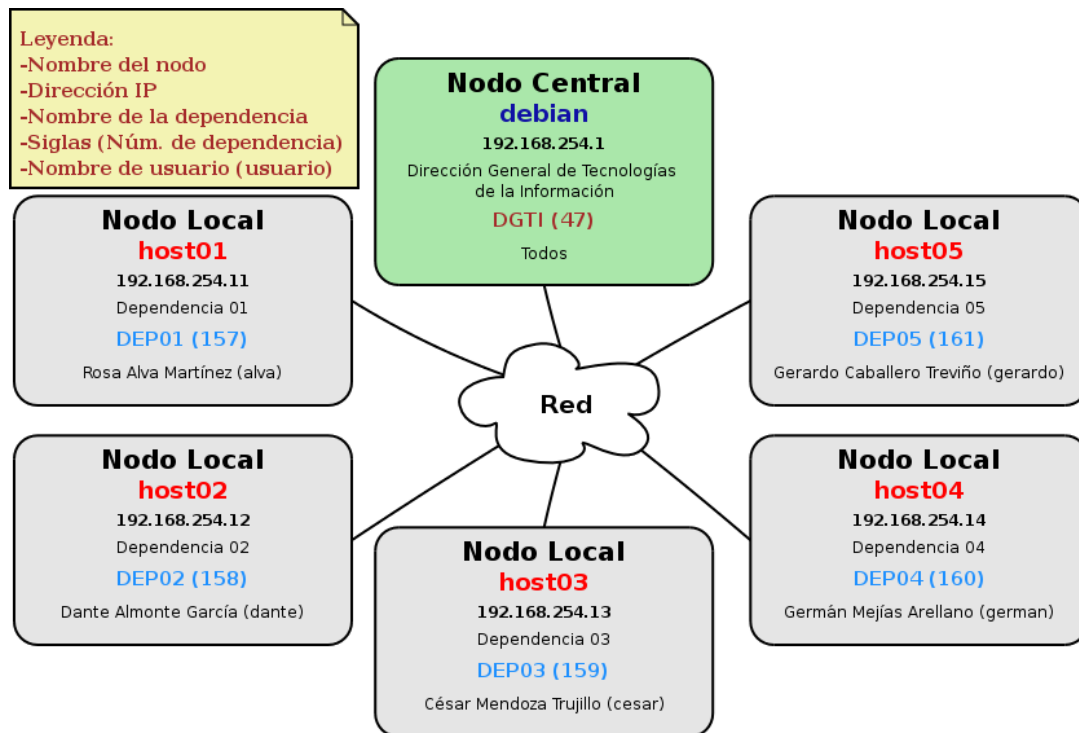 Leyenda:
-Nombre del nodo
-Dirección IP
-Nombre de la dependencia
-Siglas (Núm. de dependencia)
-Nombre de usuario (usuario)
Nodo Central
debian
192.168.254.1
Dirección General de Tecnologías
de la Información
DGTI (47)
Todos
Nodo Local
host01
192.168.254.11
Dependencia 01
DEP01 (157)
Rosa Alva Martínez (alva)
Nodo Local
host05
192.168.254.15
Dependencia 05
DEP05 (161)
Gerardo Caballero Treviño (gerardo)
Red
Nodo Local
host02
192.168.254.12
Dependencia 02
DEP02 (158)
Dante Almonte García (dante)
Nodo Local
host03
192.168.254.13
Dependencia 03
DEP03 (159)
César Mendoza Trujillo (cesar)
Nodo Local
host04
192.168.254.14
Dependencia 04
DEP04 (160)
Germán Mejías Arellano (german)